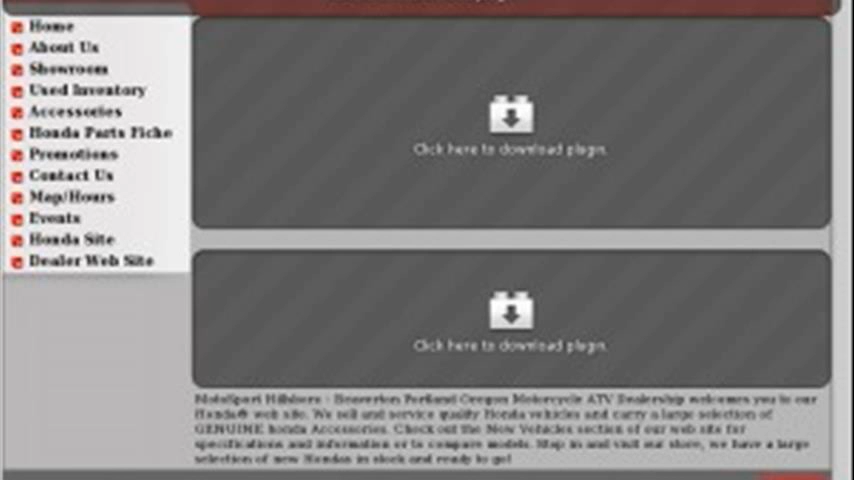 Home
About Us
Showroom
Used Inventory
Accessories
Honda Parts Fiche
Promotions
Contact Us
Map/Hours
Events
Honda Site
Dealer Web Site
Click here to download plugin.
Click here to download plugin.
MotoSport Hillsboro - Beaverton Portland Oregon Motorcycle ATV Dealership welcomes you to our
Honda® web site. We sell and service quality Honda vehicles and carry a large selection of
GENUINE honda Accessories. Check out the New Vehicles section of our web site for
specifications and information or to compare models. Stop in and visit our store, we have a large
selection of new Hondas in stock and ready to go!